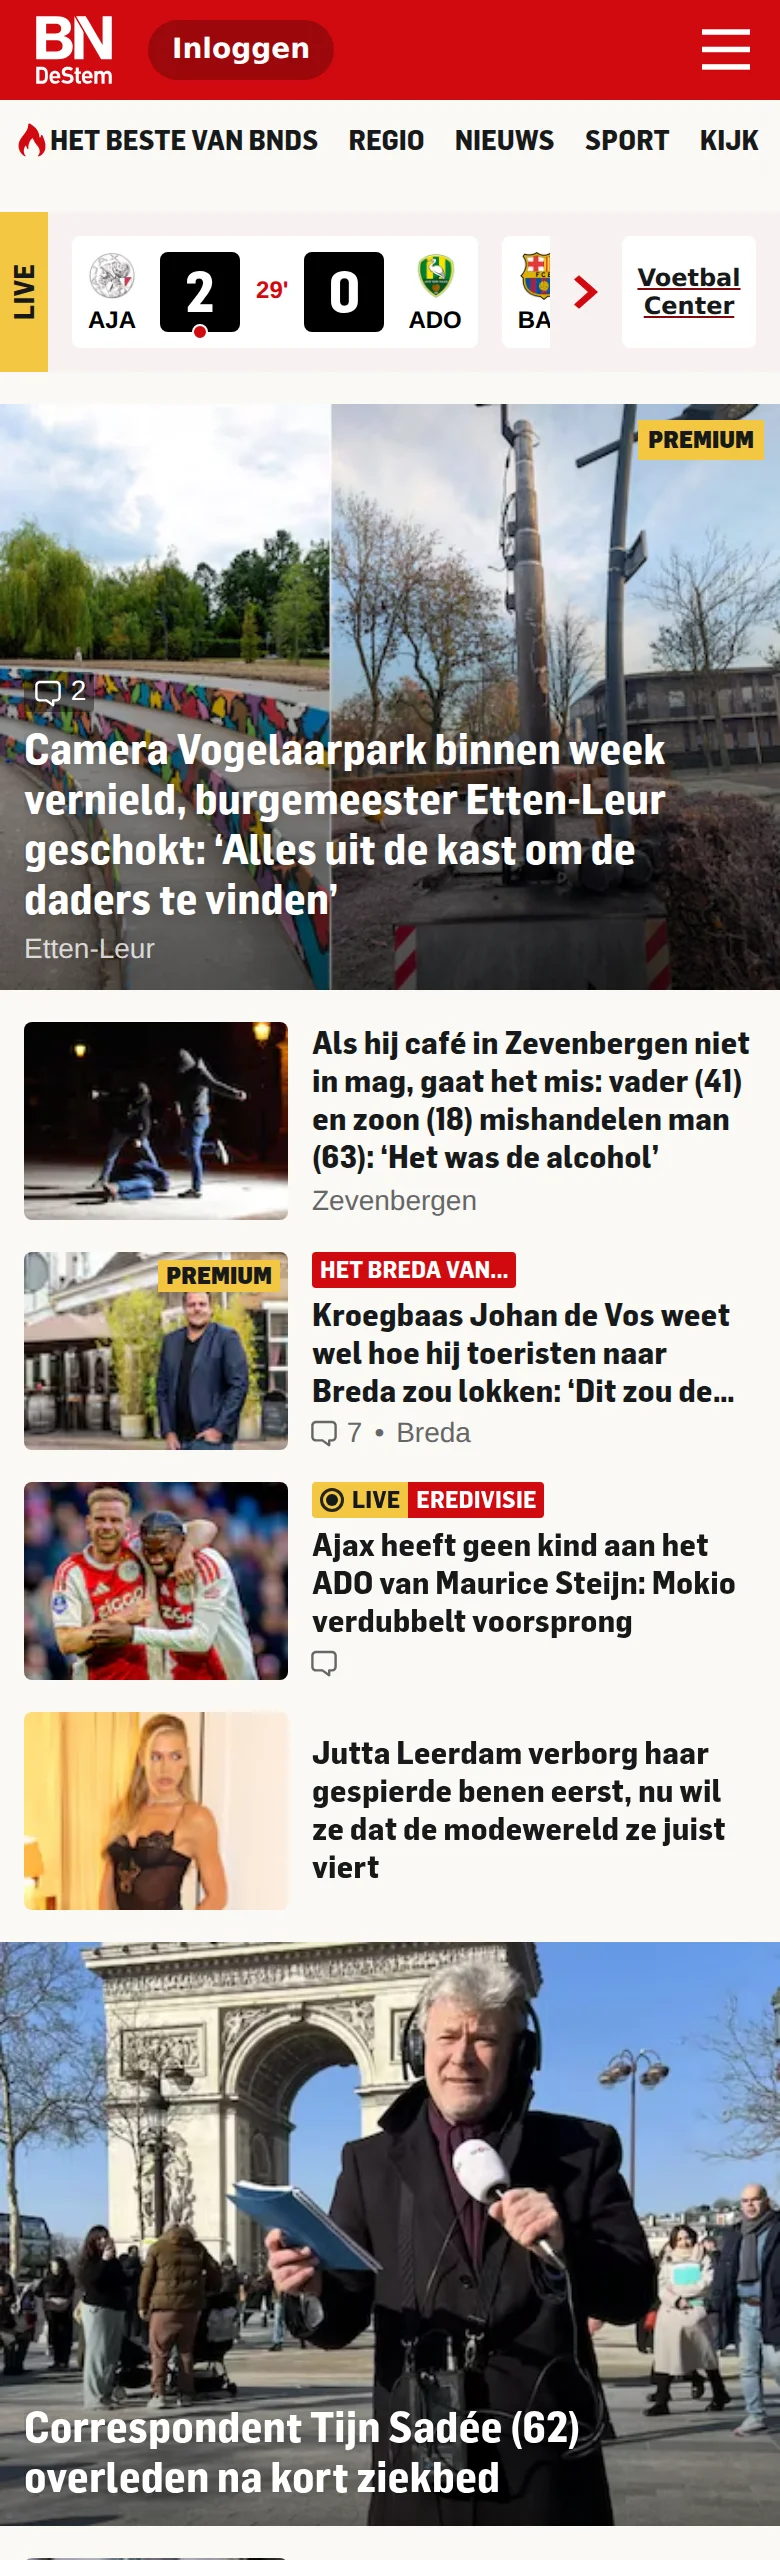 BN
DeStem
Inloggen
HET BESTE VAN BNDS REGIO NIEUWS SPORT KIJK
LIVE
2 29' 0
AJA ADO BA
Voetbal
Center
PREMIUM
2
Camera Vogelaarpark binnen week
vernield, burgemeester Etten-Leur
geschokt: ‘Alles uit de kast om de
daders te vinden’
Etten-Leur
Als hij café in Zevenbergen niet
in mag, gaat het mis: vader (41)
en zoon (18) mishandelen man
(63): ‘Het was de alcohol’
Zevenbergen
PREMIUM
HET BREDA VAN...
Kroegbaas Johan de Vos weet
wel hoe hij toeristen naar
Breda zou lokken: ‘Dit zou de...
7 • Breda
LIVE EREDIVISIE
Ajax heeft geen kind aan het
ADO van Maurice Steijn: Mokio
verdubbelt voorsprong
Jutta Leerdam verborg haar
gespierde benen eerst, nu wil
ze dat de modewereld ze juist
viert
Correspondent Tijn Sadée (62)
overleden na kort ziekbed